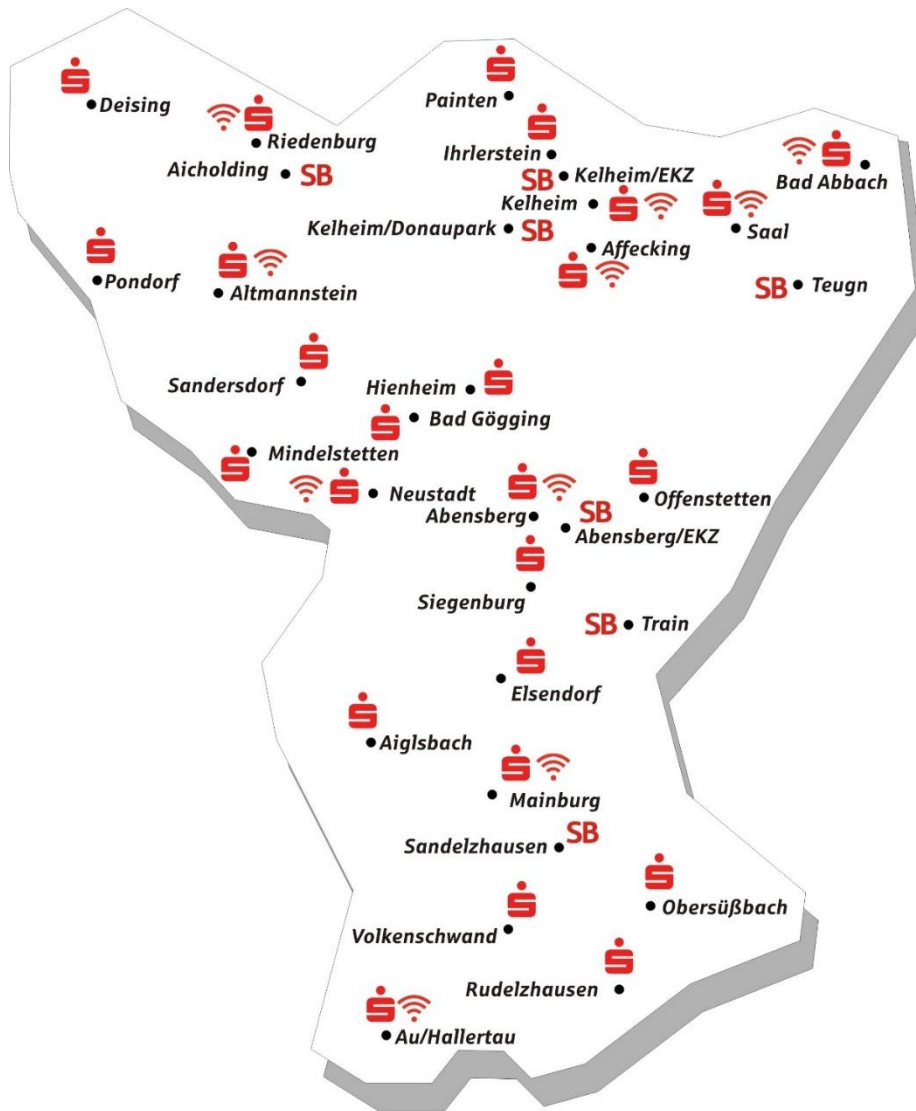 Deising
Painten
Riedenburg
Ihrlerstein
Aicholding SB
SB Kelheim/EKZ
Bad Abbach
Kelheim
Kelheim/Donaupark SB
Saal
Affecking
Pondorf
Altmannstein
SB Teugn
Sandersdorf
Hienheim
Bad Gögging
Mindelstetten
Neustadt
Offenstetten
Abensberg
SB
Abensberg/EKZ
Siegenburg
SB Train
Elsendorf
Aiglsbach
Mainburg
SB
Sandelzhausen
Obersüßbach
Volkenschwand
Rudelzhausen
Au/Hallertau